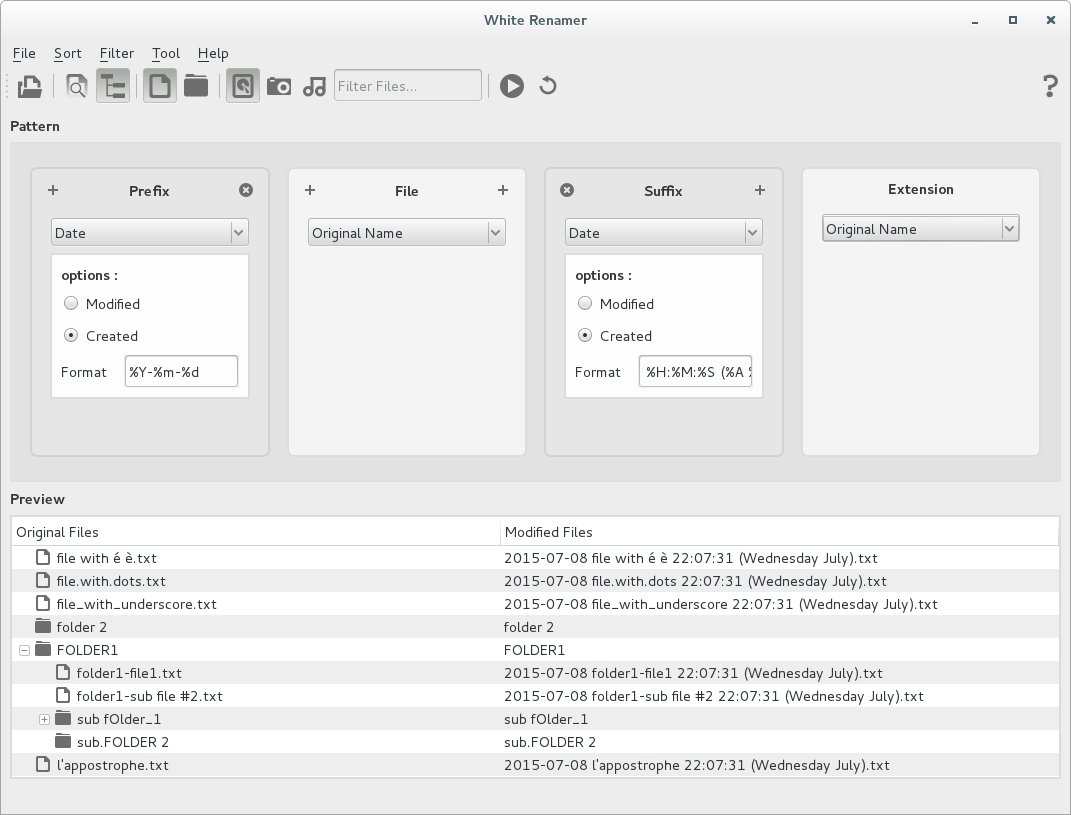 White Renamer
File Sort Filter Tool Help
Filter Files...
?
Pattern
Prefix
File
Suffix
Extension
Date
Original Name
Date
Original Name
options :
Modified
Created
Format %Y-%m-%d
options :
Modified
Created
Format %H:%M:%S (%A
Preview
Original Files Modified Files
file with é è.txt 2015-07-08 file with é è 22:07:31 (Wednesday July).txt
file.with.dots.txt 2015-07-08 file.with.dots 22:07:31 (Wednesday July).txt
file_with_underscore.txt 2015-07-08 file_with_underscore 22:07:31 (Wednesday July).txt
folder 2 folder 2
FOLDER1 FOLDER1
folder1-file1.txt 2015-07-08 folder1-file1 22:07:31 (Wednesday July).txt
folder1-sub file #2.txt 2015-07-08 folder1-sub file #2 22:07:31 (Wednesday July).txt
sub fOlder_1 sub fOlder_1
sub.FOLDER 2 sub.FOLDER 2
l'appostrophe.txt 2015-07-08 l'appostrophe 22:07:31 (Wednesday July).txt